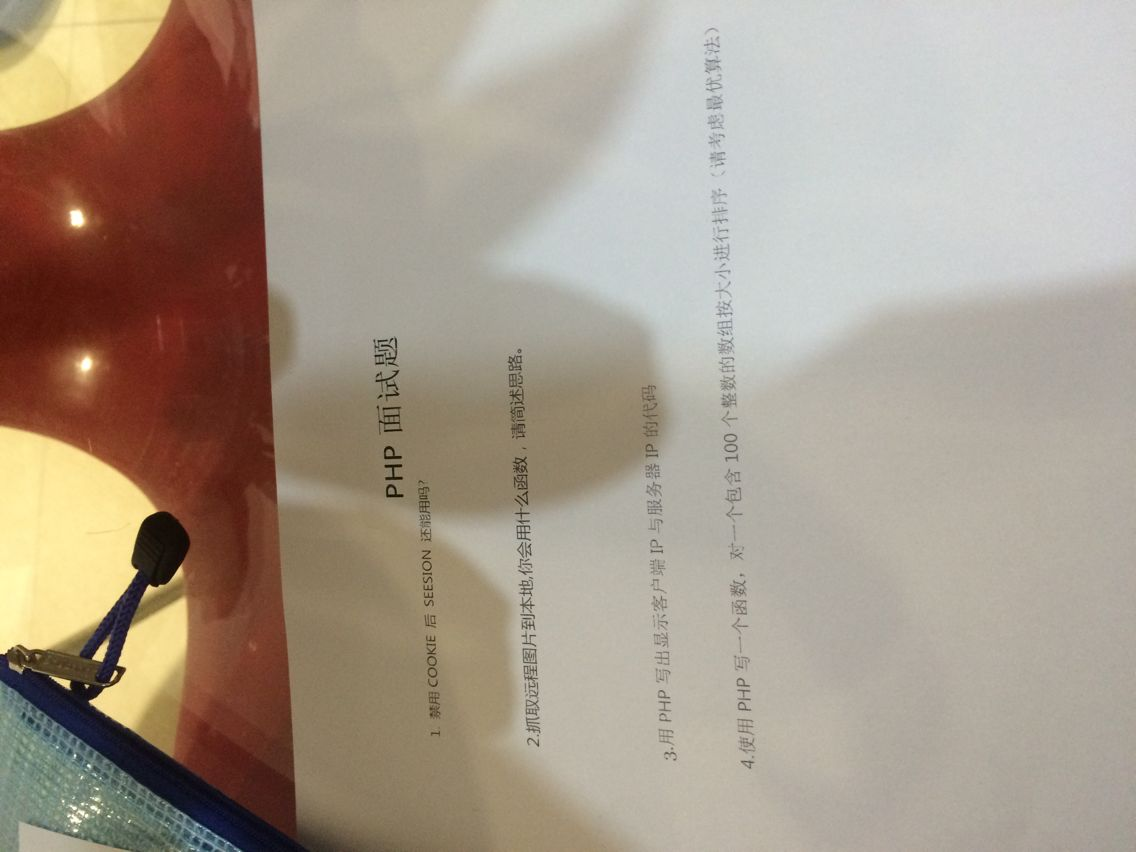 PHP 面试题
1. 禁用 COOKIE 后 SEESION 还能用吗?
2.抓取远程图片到本地,你会用什么函数，请简述思路。
3.用 PHP 写出显示客户端 IP 与服务器 IP 的代码
4.使用 PHP 写一个函数，对一个包含 100 个整数的数组按大小进行排序（请考虑最优算法）